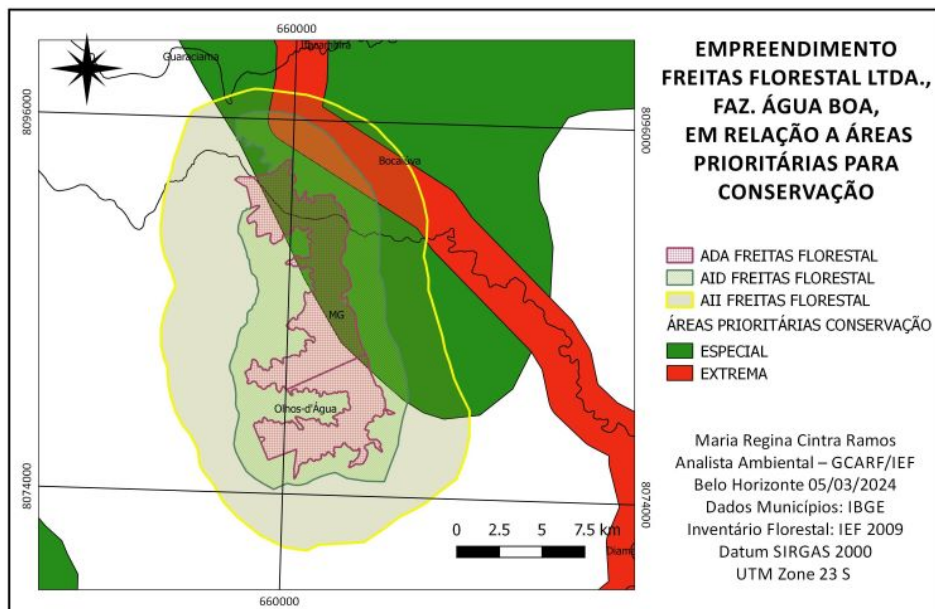 660000
Guaraciama
Itacambira
8096000
8096000
Bocaiúva
MG
Olhos-d'Água
8074000
8074000
0 2.5 5 7.5 km
Diam
660000
EMPREENDIMENTO
FREITAS FLORESTAL LTDA.,
FAZ. ÁGUA BOA,
EM RELAÇÃO A ÁREAS
PRIORITÁRIAS PARA
CONSERVAÇÃO
ADA FREITAS FLORESTAL
AID FREITAS FLORESTAL
AII FREITAS FLORESTAL
ÁREAS PRIORITÁRIAS CONSERVAÇÃO
ESPECIAL
EXTREMA
Maria Regina Cintra Ramos
Analista Ambiental – GCARF/IEF
Belo Horizonte 05/03/2024
Dados Municípios: IBGE
Inventário Florestal: IEF 2009
Datum SIRGAS 2000
UTM Zone 23 S